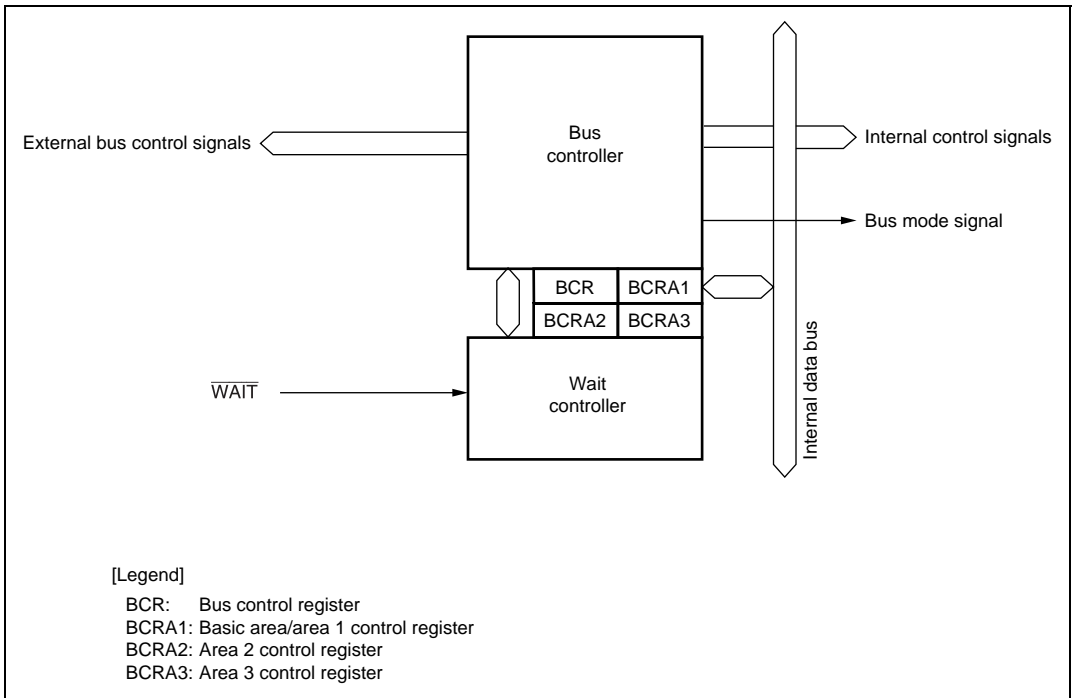 Bus
controller
External bus control signals
Internal control signals
Bus mode signal
BCR BCRA1
BCRA2 BCRA3
Internal data bus
WAIT
Wait
controller
[Legend]
BCR: Bus control register
BCRA1: Basic area/area 1 control register
BCRA2: Area 2 control register
BCRA3: Area 3 control register